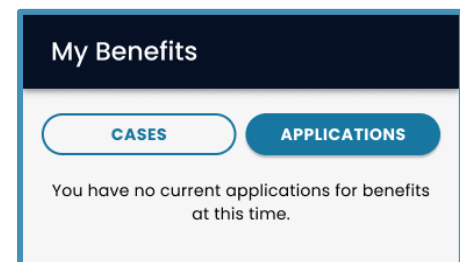 My Benefits
CASES
APPLICATIONS
You have no current applications for benefits
at this time.